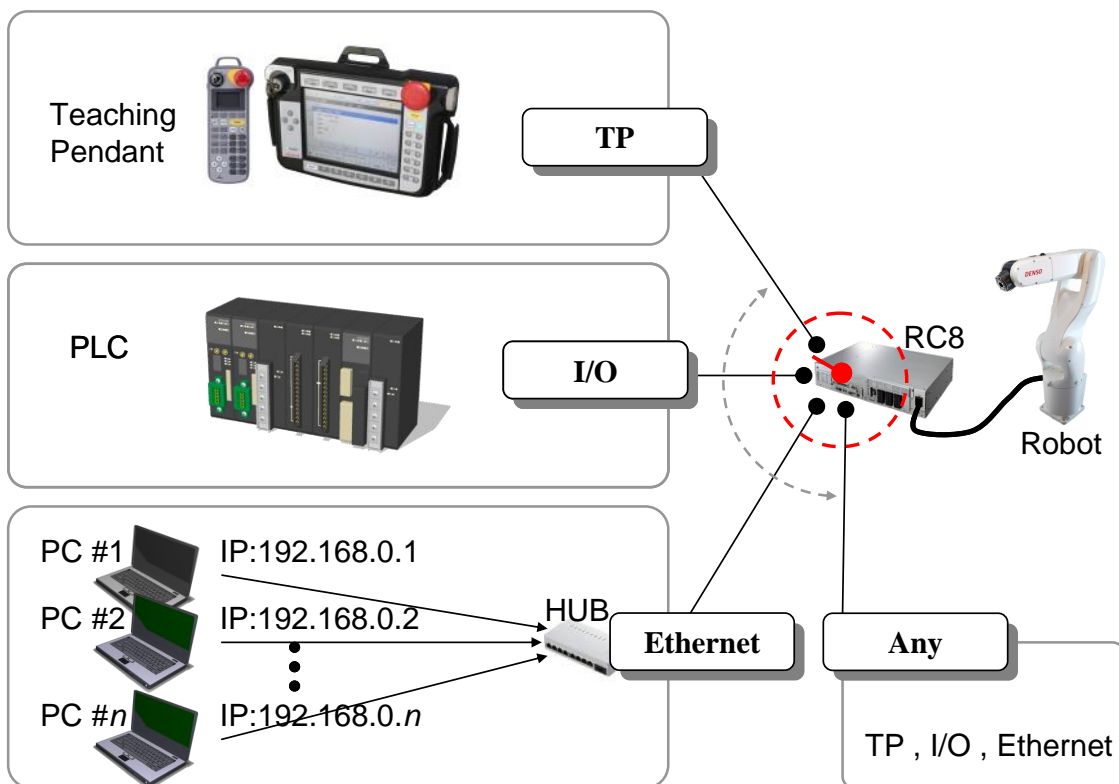 Teaching
Pendant
TP
PLC
I/O
RC8
DENSO
Robot
PC #1
IP:192.168.0.1
PC #2
IP:192.168.0.2
PC #n
IP:192.168.0.n
HUB
Ethernet
Any
TP , I/O , Ethernet